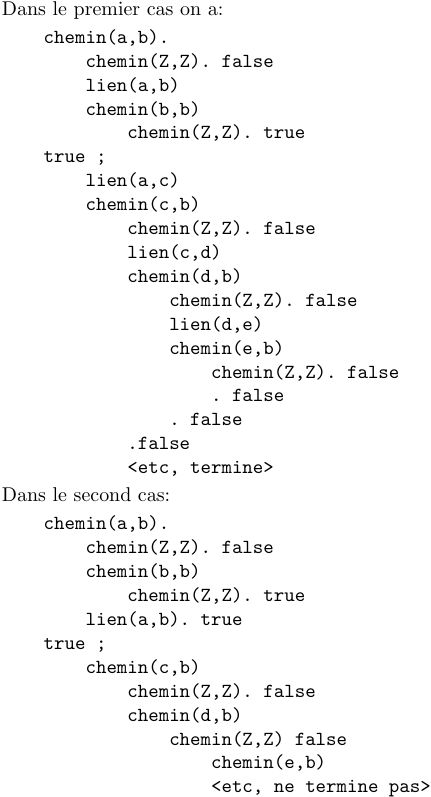 Dans le premier cas on a:
chemin(a,b).
chemin(Z,Z). false
lien(a,b)
chemin(b,b)
chemin(Z,Z). true
true ;
lien(a,c)
chemin(c,b)
chemin(Z,Z). false
lien(c,d)
chemin(d,b)
chemin(Z,Z). false
lien(d,e)
chemin(e,b)
chemin(Z,Z). false
. false
. false
.false
<etc, termine>
Dans le second cas:
chemin(a,b).
chemin(Z,Z). false
chemin(b,b)
chemin(Z,Z). true
lien(a,b). true
true ;
chemin(c,b)
chemin(Z,Z). false
chemin(d,b)
chemin(Z,Z) false
chemin(e,b)
<etc, ne termine pas>